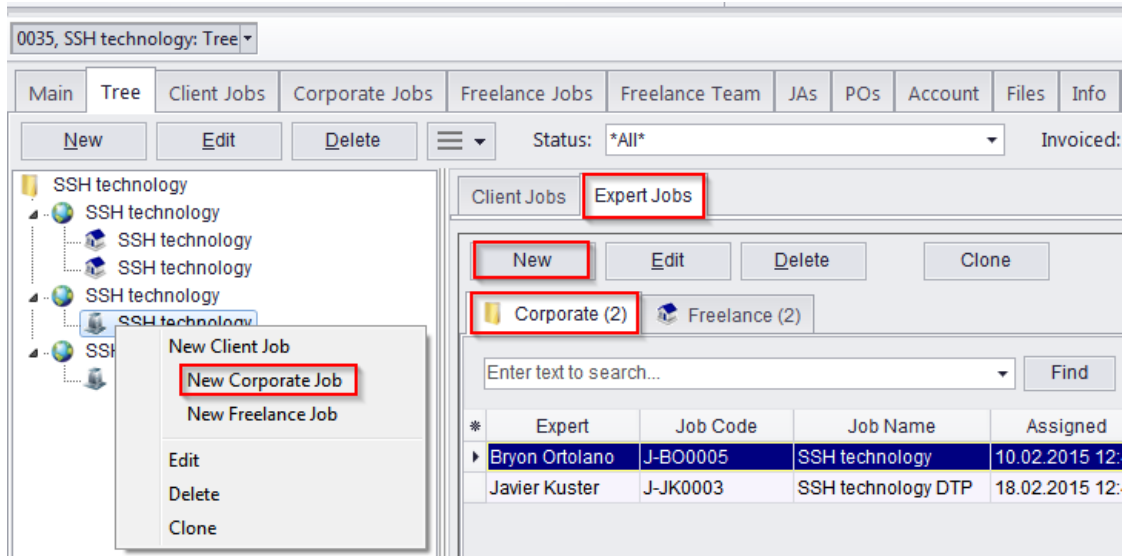 0035, SSH technology: Tree
Main Tree Client Jobs Corporate Jobs Freelance Jobs Freelance Team JAs POs Account Files Info
New Edit Delete Status: *All* Invoiced:
SSH technology
SSH technology
SSH technology
SSH technology
SSH technology
SSH technology
SSH
New Client Job
New Corporate Job
New Freelance Job
Edit
Delete
Clone
Client Jobs Expert Jobs
New Edit Delete Clone
Corporate (2) Freelance (2)
Enter text to search... Find
Expert Job Code Job Name Assigned
Bryon Ortolano J-BO0005 SSH technology 10.02.2015 12:
Javier Kuster J-JK0003 SSH technology DTP 18.02.2015 12: